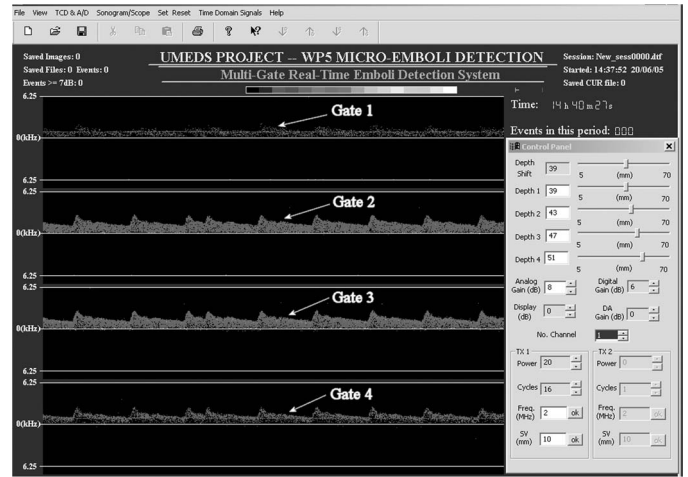 File View TCD & A/D Sonogram/Scope Set Reset Time Domain Signals Help
Saved Images: 0
Saved Files: 0 Events: 0
Events >= 7dB: 0
UMEDS PROJECT -- WP5 MICRO-EMBOLI DETECTION
Multi-Gate Real-Time Emboli Detection System
Session: New_sess0000.dtf
Started: 14:37:52 20/06/05
Saved CUR file: 0
Time: 14h40m27s
Events in this period: 000
6.25
Gate 1
0(kHz)
6.25
6.25
Gate 2
0(kHz)
6.25
6.25
Gate 3
0(kHz)
6.25
6.25
Gate 4
0(kHz)
6.25
Control Panel
Depth Shift 39
5 (mm) 70
Depth 1 39
5 (mm) 70
Depth 2 43
5 (mm) 70
Depth 3 47
5 (mm) 70
Depth 4 51
5 (mm) 70
Analog Gain (dB) 8
Digital Gain (dB) 6
Display (dB) 0
DA Gain (dB) 0
No. Channel 1
TX 1
Power 20
Cycles 16
Freq. (MHz) 2 ok
SV (mm) 10 ok
TX 2
Power 0
Cycles 1
Freq. (MHz) 2 ok
SV (mm) 10 ok